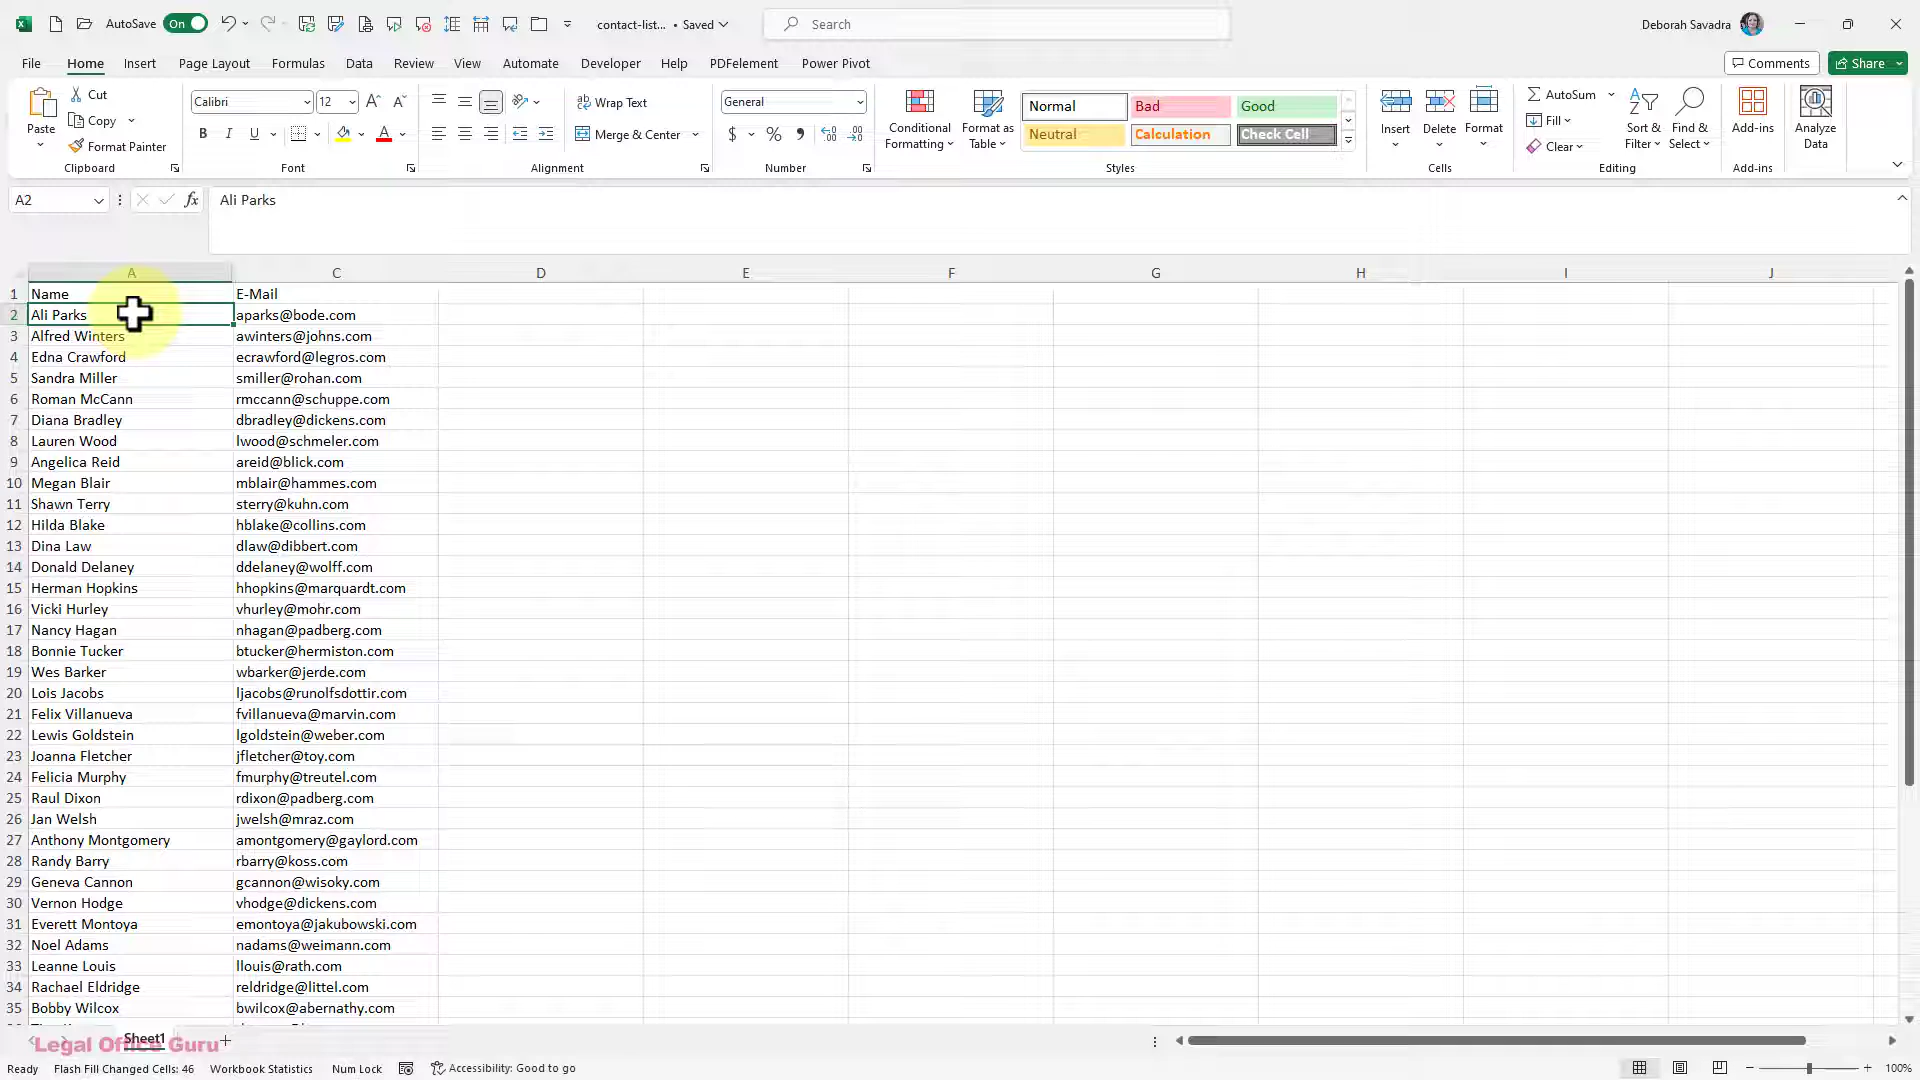 AutoSave On contact-list... • Saved Search Deborah Savadra
File Home Insert Page Layout Formulas Data Review View Automate Developer Help PDFelement Power Pivot Comments Share
Paste Cut Copy Format Painter Clipboard
Calibri 12 B I U A Font
Wrap Text Merge & Center Alignment
General $ % Number
Conditional Formatting Format as Table Normal Bad Good Neutral Calculation Check Cell Styles
Insert Delete Format Cells
AutoSum Fill Clear Sort & Filter Find & Select Editing
Add-ins Add-ins
Analyze Data
A2 fx Ali Parks
A C D E F G H I J
1 Name E-Mail
2 Ali Parks aparks@bode.com
3 Alfred Winters awinters@johns.com
4 Edna Crawford ecrawford@legros.com
5 Sandra Miller smiller@rohan.com
6 Roman McCann rmccann@schuppe.com
7 Diana Bradley dbradley@dickens.com
8 Lauren Wood lwood@schmeler.com
9 Angelica Reid areid@blick.com
10 Megan Blair mblair@hammes.com
11 Shawn Terry sterry@kuhn.com
12 Hilda Blake hblake@collins.com
13 Dina Law dlaw@dibbert.com
14 Donald Delaney ddelaney@wolff.com
15 Herman Hopkins hhopkins@marquardt.com
16 Vicki Hurley vhurley@mohr.com
17 Nancy Hagan nhagan@padberg.com
18 Bonnie Tucker btucker@hermiston.com
19 Wes Barker wbarker@jerde.com
20 Lois Jacobs ljacobs@runolfsdottir.com
21 Felix Villanueva fvillanueva@marvin.com
22 Lewis Goldstein lgoldstein@weber.com
23 Joanna Fletcher jfletcher@toy.com
24 Felicia Murphy fmurphy@treutel.com
25 Raul Dixon rdixon@padberg.com
26 Jan Welsh jwelsh@mraz.com
27 Anthony Montgomery amontgomery@gaylord.com
28 Randy Barry rbarry@koss.com
29 Geneva Cannon gcannon@wisoky.com
30 Vernon Hodge vhodge@dickens.com
31 Everett Montoya emontoya@jakubowski.com
32 Noel Adams nadams@weimann.com
33 Leanne Louis llouis@rath.com
34 Rachael Eldridge reldridge@littel.com
35 Bobby Wilcox bwilcox@abernathy.com
Sheet1
Legal Office Guru
Ready Flash Fill Changed Cells: 46 Workbook Statistics Num Lock Accessibility: Good to go 100%